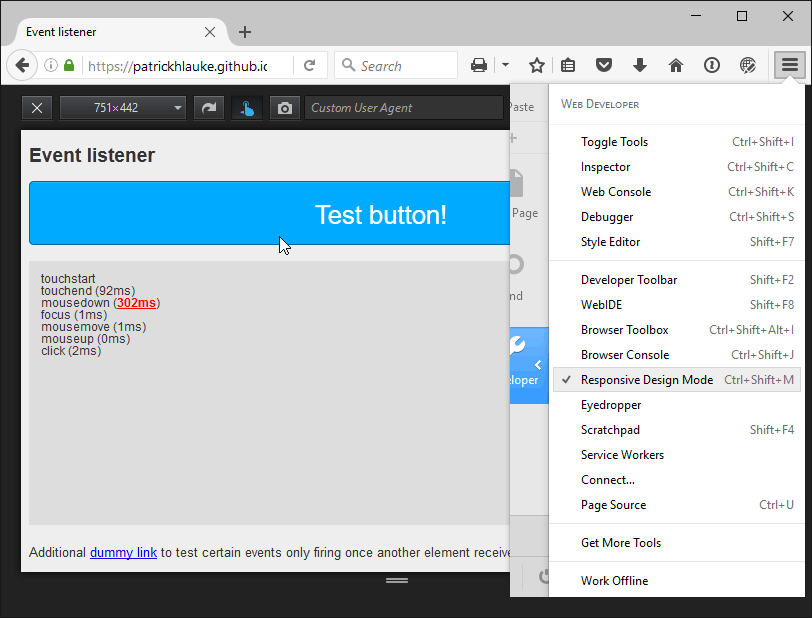 Event listener
https://patrickhlauke.github.io
Search
751×442
Custom User Agent
Event listener
Test button!
touchstart
touchend (92ms)
mousedown (302ms)
focus (1ms)
mousemove (1ms)
mouseup (0ms)
click (2ms)
Additional dummy link to test certain events only firing once another element receive
Paste
Page
nd
eloper
WEB DEVELOPER
Toggle Tools Ctrl+Shift+I
Inspector Ctrl+Shift+C
Web Console Ctrl+Shift+K
Debugger Ctrl+Shift+S
Style Editor Shift+F7
Developer Toolbar Shift+F2
WebIDE Shift+F8
Browser Toolbox Ctrl+Shift+Alt+I
Browser Console Ctrl+Shift+J
Responsive Design Mode Ctrl+Shift+M
Eyedropper
Scratchpad Shift+F4
Service Workers
Connect...
Page Source Ctrl+U
Get More Tools
Work Offline